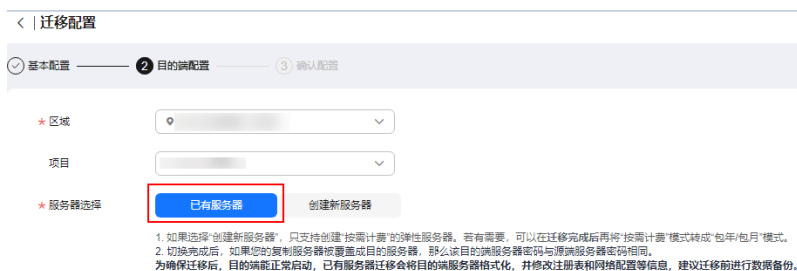 迁移配置
基本配置 2 目的端配置 3 确认配置
* 区域
项目
* 服务器选择 已有服务器 创建新服务器
1. 如果选择“创建新服务器”，只支持创建“按需计费”的弹性服务器。若有需要，可以在迁移完成后再将“按需计费”模式转成“包年/包月”模式。
2. 切换完成后，如果您的复制服务器被覆盖成目的服务器，那么该目的端服务器密码与源端服务器密码相同。
为确保迁移后，目的端能正常启动，已有服务器迁移会将目的端服务器格式化，并修改注册表和网络配置等信息，建议迁移前进行数据备份。